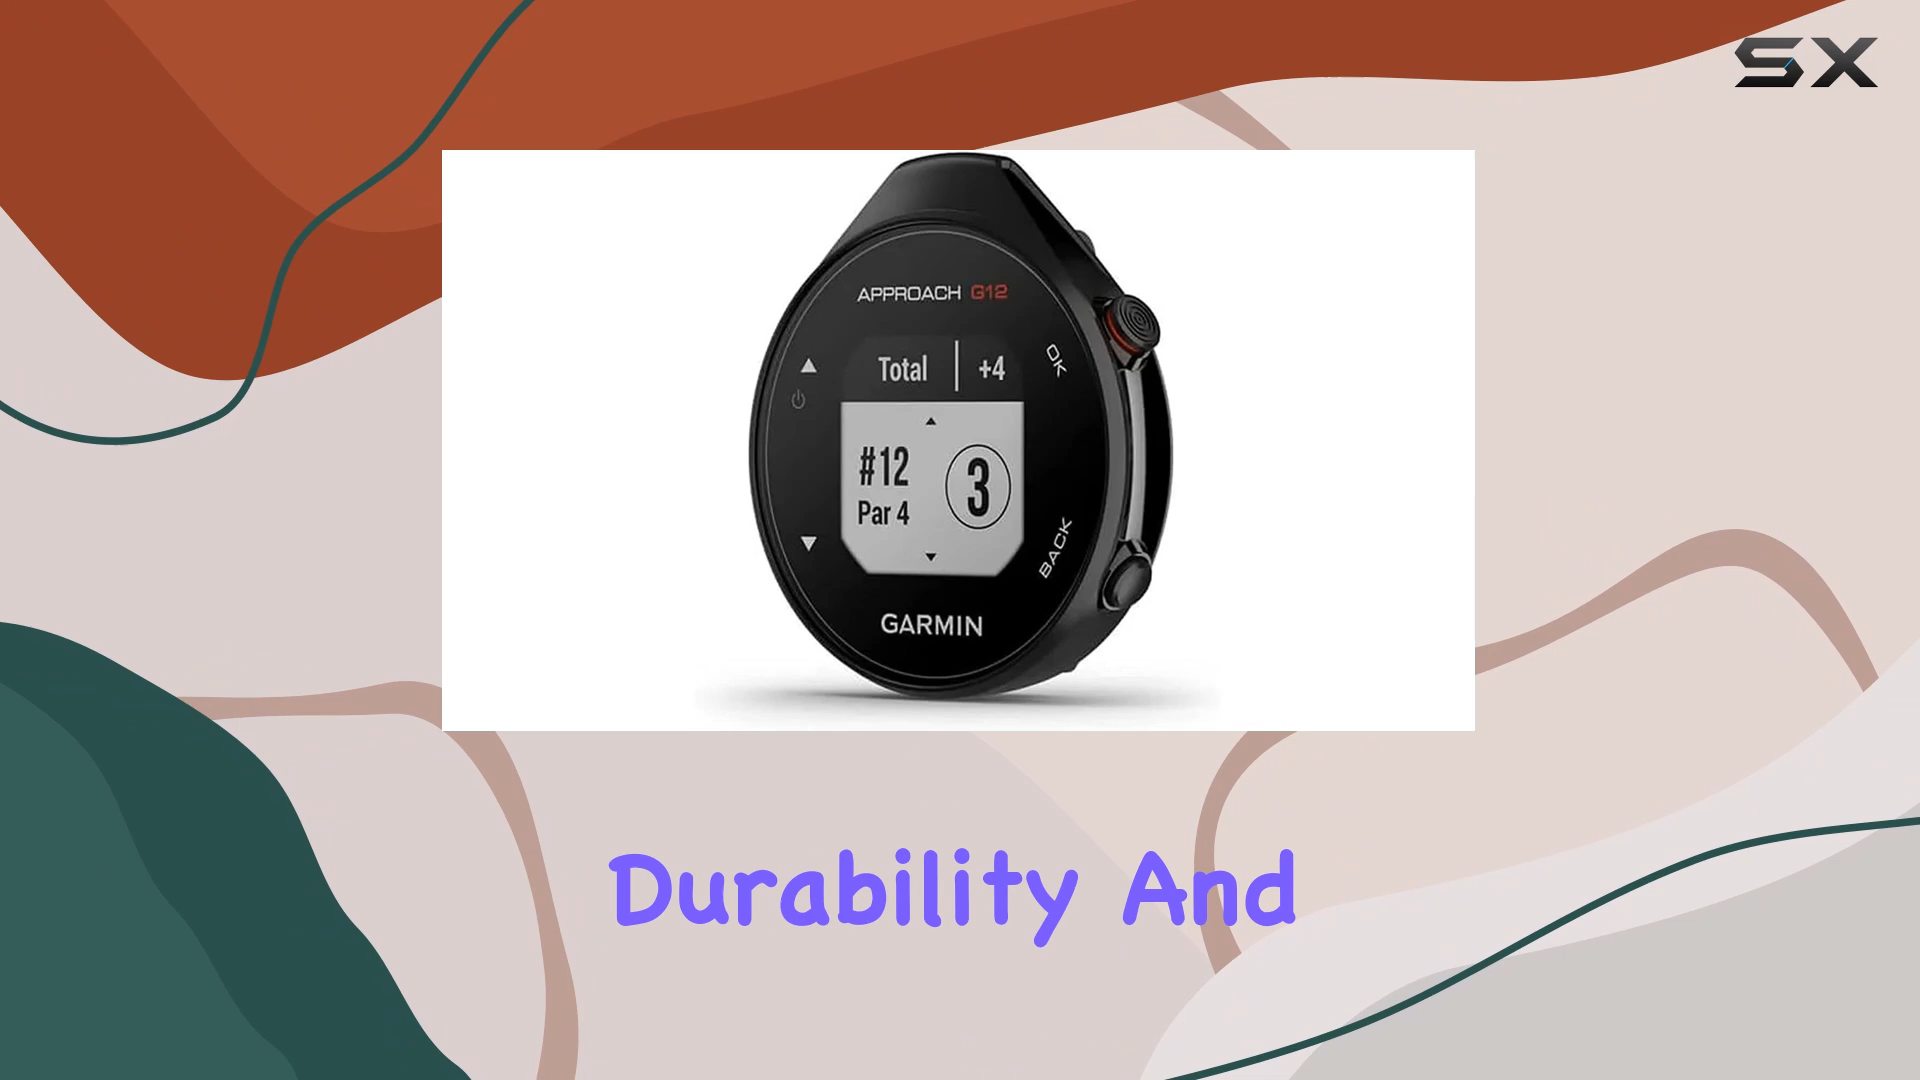 SX
APPROACH G12
Total | +4
#12
Par 4
3
OK
BACK
GARMIN
Durability And